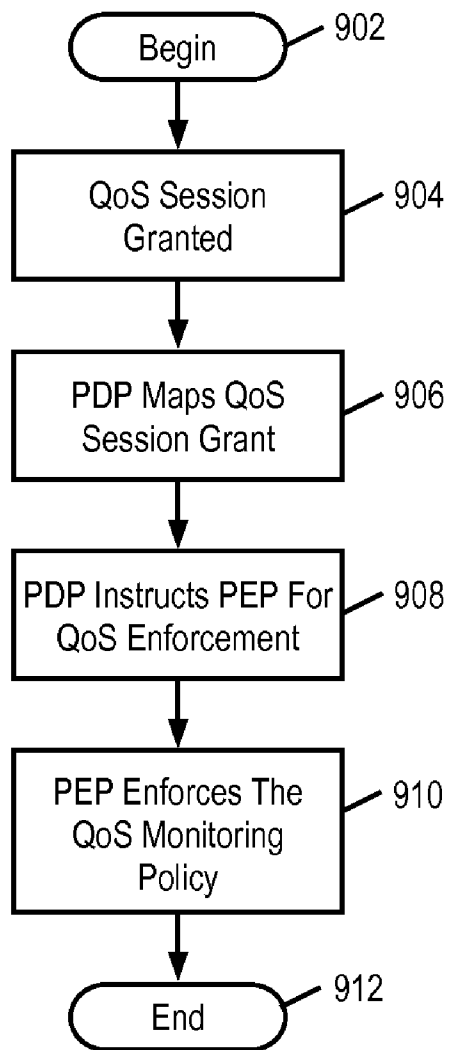 Begin
902
QoS Session
Granted
904
PDP Maps QoS
Session Grant
906
PDP Instructs PEP For
QoS Enforcement
908
PEP Enforces The
QoS Monitoring
Policy
910
End
912